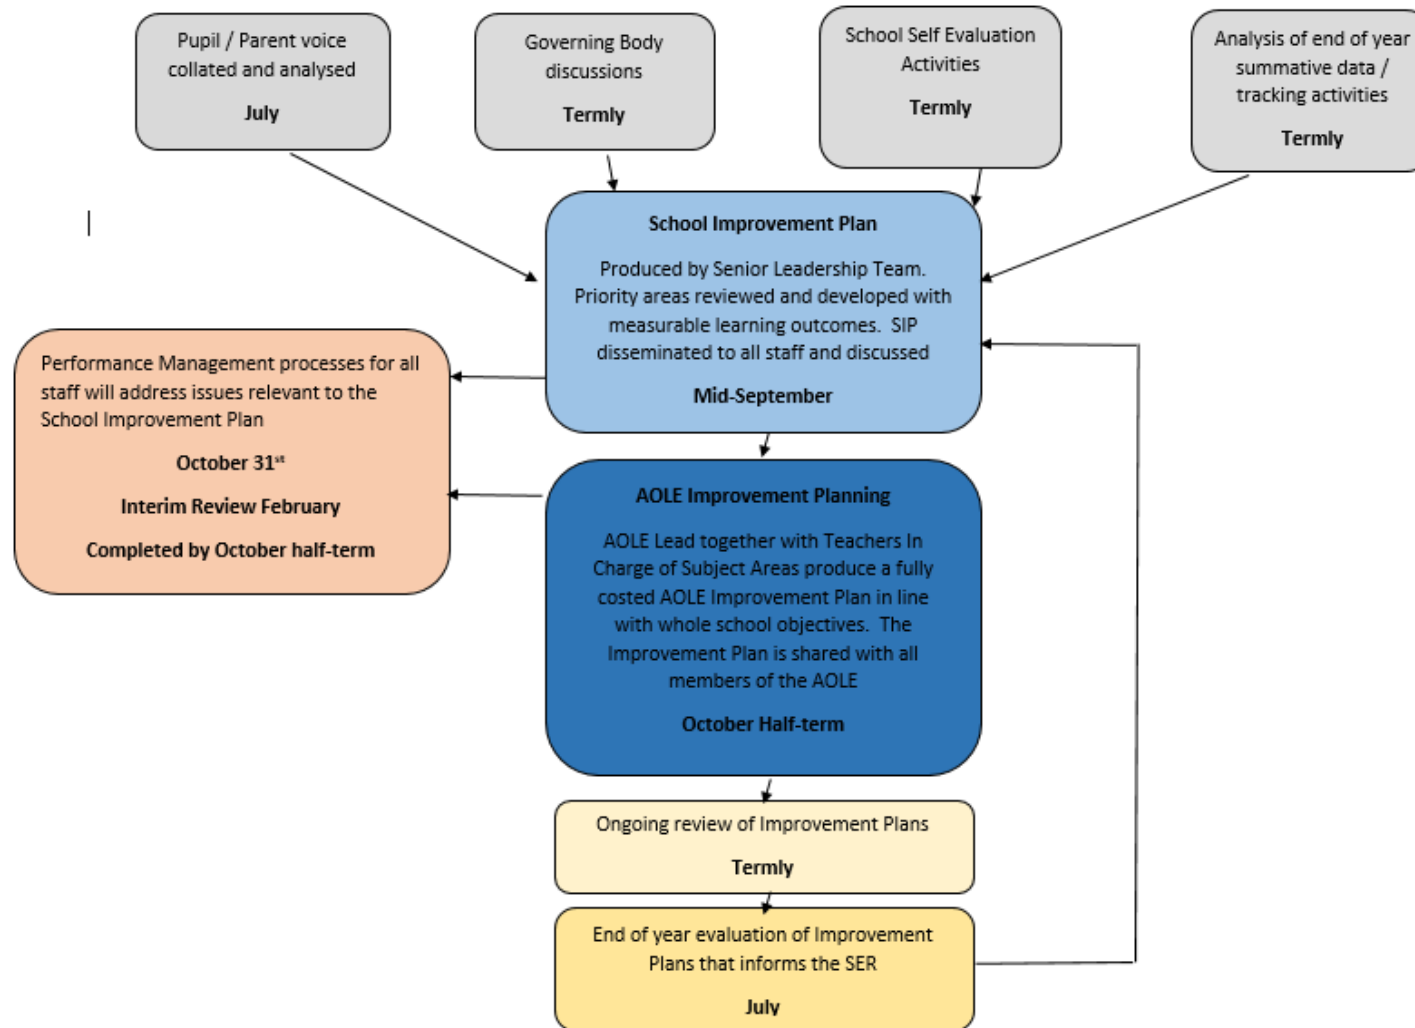 Pupil / Parent voice
collated and analysed
July
Governing Body
discussions
Termly
School Self Evaluation
Activities
Termly
Analysis of end of year
summative data /
tracking activities
Termly
School Improvement Plan
Produced by Senior Leadership Team.
Priority areas reviewed and developed with
measurable learning outcomes.  SIP
disseminated to all staff and discussed
Mid-September
Performance Management processes for all
staff will address issues relevant to the
School Improvement Plan
October 31st
Interim Review February
Completed by October half-term
AOLE Improvement Planning
AOLE Lead together with Teachers In
Charge of Subject Areas produce a fully
costed AOLE Improvement Plan in line
with whole school objectives.  The
Improvement Plan is shared with all
members of the AOLE
October Half-term
Ongoing review of Improvement Plans
Termly
End of year evaluation of Improvement
Plans that informs the SER
July